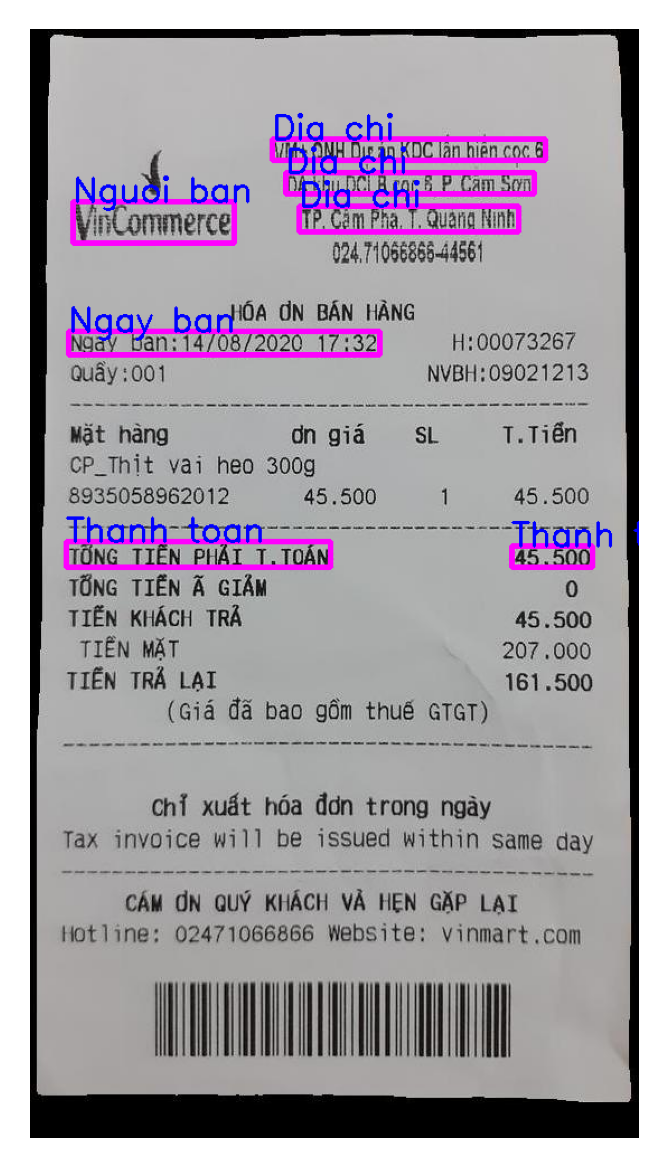 Dia chi
VM+ QNH Dự án KDC lấn biển cọc 6
Dia chi
cọc 8, P. Cẩm Sơn
Dia chi
TP. Cẩm Phả, T. Quảng Ninh
Nguoi ban
VinCommerce
024.71066866-44561
HÓA ƠN BÁN HÀNG
Ngay ban
Ngày bán:14/08/2020 17:32 H:00073267
Quầy:001 NVBH:09021213
Mặt hàng ơn giá SL T.Tiền
CP_Thịt vai heo 300g
8935058962012 45.500 1 45.500
Thanh toan Thanh t
TỔNG TIỀN PHẢI T.TOÁN 45.500
TỔNG TIỀN Ã GIẢM 0
TIỀN KHÁCH TRẢ 45.500
TIỀN MẶT 207.000
TIỀN TRẢ LẠI 161.500
(Giá đã bao gồm thuế GTGT)
Chỉ xuất hóa đơn trong ngày
Tax invoice will be issued within same day
CẢM ƠN QUÝ KHÁCH VÀ HẸN GẶP LẠI
Hotline: 02471066866 Website: vinmart.com